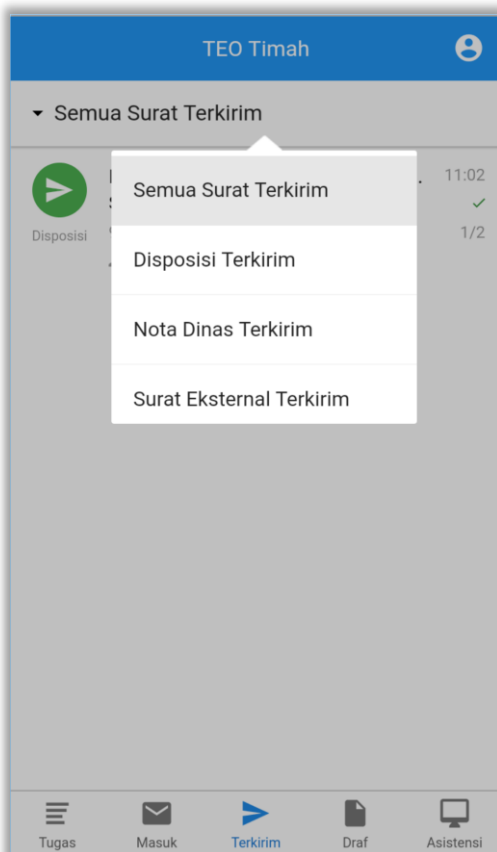 TEO Timah
Semua Surat Terkirim
11:02
Semua Surat Terkirim
Disposisi
1/2
Disposisi Terkirim
Nota Dinas Terkirim
Surat Eksternal Terkirim
Tugas
Masuk
Terkirim
Draf
Asistensi